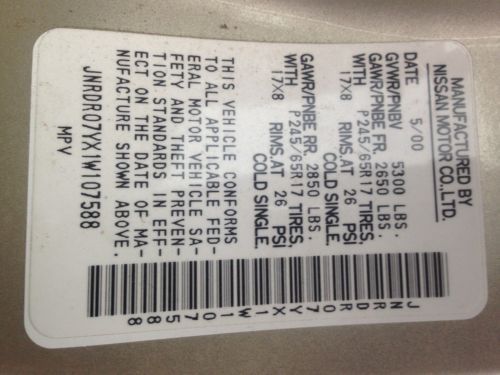 MANUFACTURED BY
NISSAN MOTOR CO.,LTD.
DATE 5/00
GVWR/PNBV 5300 LBS.
GAWR/PNBE FR 2650 LBS.
WITH P245/65R17 TIRES,
17X8 RIMS,AT 26 PSI
COLD SINGLE.
GAWR/PNBE RR 2850 LBS.
WITH P245/65R17 TIRES,
17X8 RIMS,AT 26 PSI
COLD SINGLE.
THIS VEHICLE CONFORMS
TO ALL APPLICABLE FED-
ERAL MOTOR VEHICLE SA-
FETY AND THEFT PREVEN-
TION STANDARDS IN EFF-
ECT ON THE DATE OF MA-
NUFACTURE SHOWN ABOVE.
JNRDR07YX1W107588
MPV
JNRDR07YX1W107588